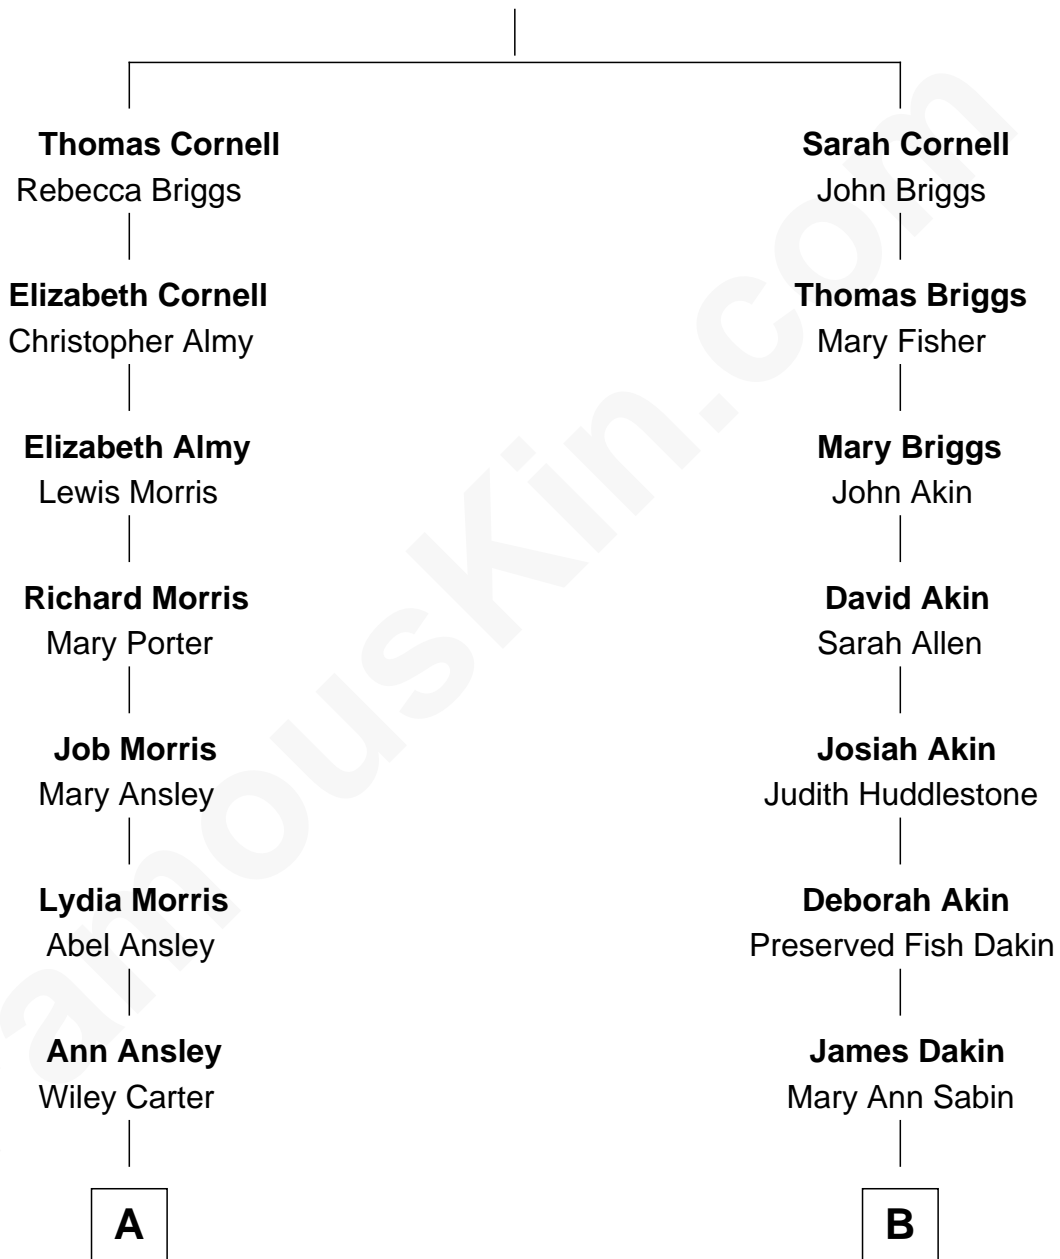 Thomas Cornell
Rebecca Briggs
Elizabeth Cornell
Christopher Almy
Elizabeth Almy
Lewis Morris
Richard Morris
Mary Porter
Job Morris
Mary Ansley
Lydia Morris
Abel Ansley
Ann Ansley
Wiley Carter
A
Sarah Cornell
John Briggs
Thomas Briggs
Mary Fisher
Mary Briggs
John Akin
David Akin
Sarah Allen
Josiah Akin
Judith Huddlestone
Deborah Akin
Preserved Fish Dakin
James Dakin
Mary Ann Sabin
B
amouskin.com